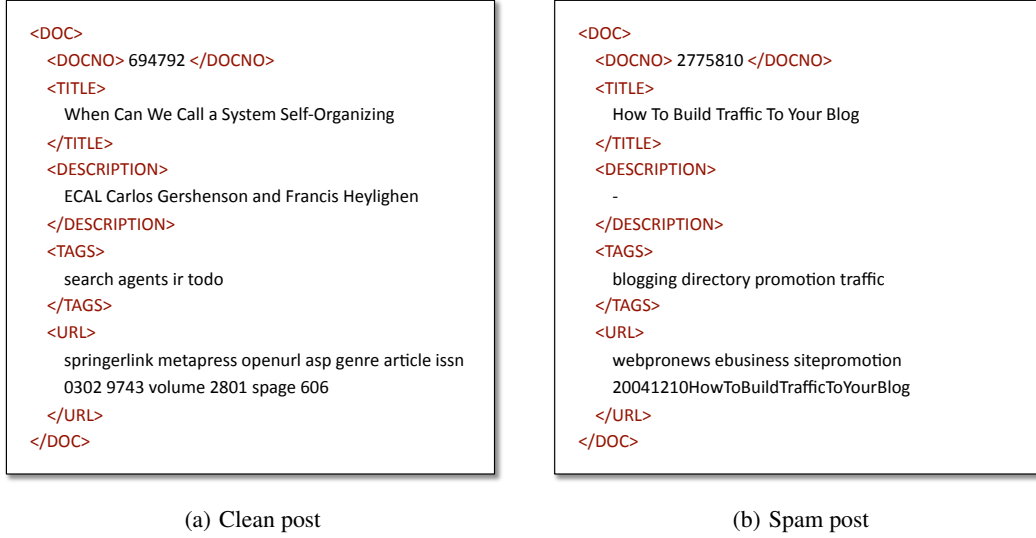 <DOC>
<DOCNO> 694792 </DOCNO>
<TITLE>
When Can We Call a System Self-Organizing
</TITLE>
<DESCRIPTION>
ECAL Carlos Gershenson and Francis Heylighen
</DESCRIPTION>
<TAGS>
search agents ir todo
</TAGS>
<URL>
springerlink metapress openurl asp genre article issn
0302 9743 volume 2801 spage 606
</URL>
</DOC>
(a) Clean post
<DOC>
<DOCNO> 2775810 </DOCNO>
<TITLE>
How To Build Traffic To Your Blog
</TITLE>
<DESCRIPTION>
-
</DESCRIPTION>
<TAGS>
blogging directory promotion traffic
</TAGS>
<URL>
webpronews ebusiness sitepromotion
20041210HowToBuildTrafficToYourBlog
</URL>
</DOC>
(b) Spam post